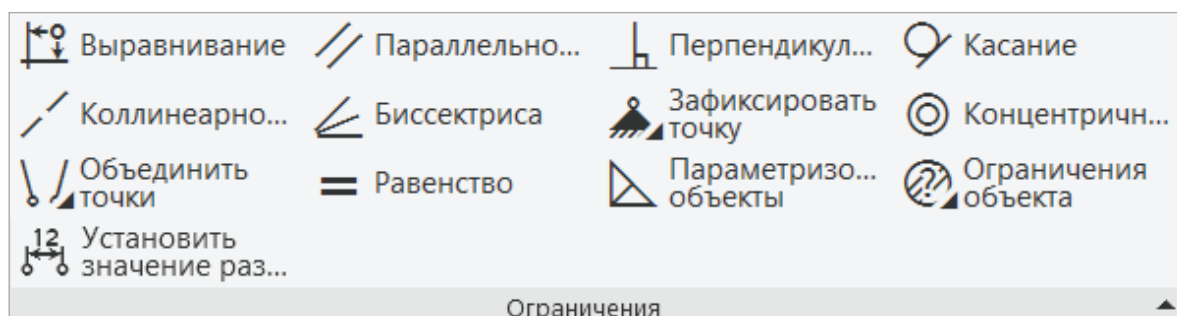 Выравнивание
Параллельно...
Перпендикул...
Касание
Коллинеарно...
Биссектриса
Зафиксировать
точку
Концентричн...
Объединить
точки
Равенство
Параметризо...
объекты
Ограничения
объекта
12
Установить
значение раз...
Ограничения